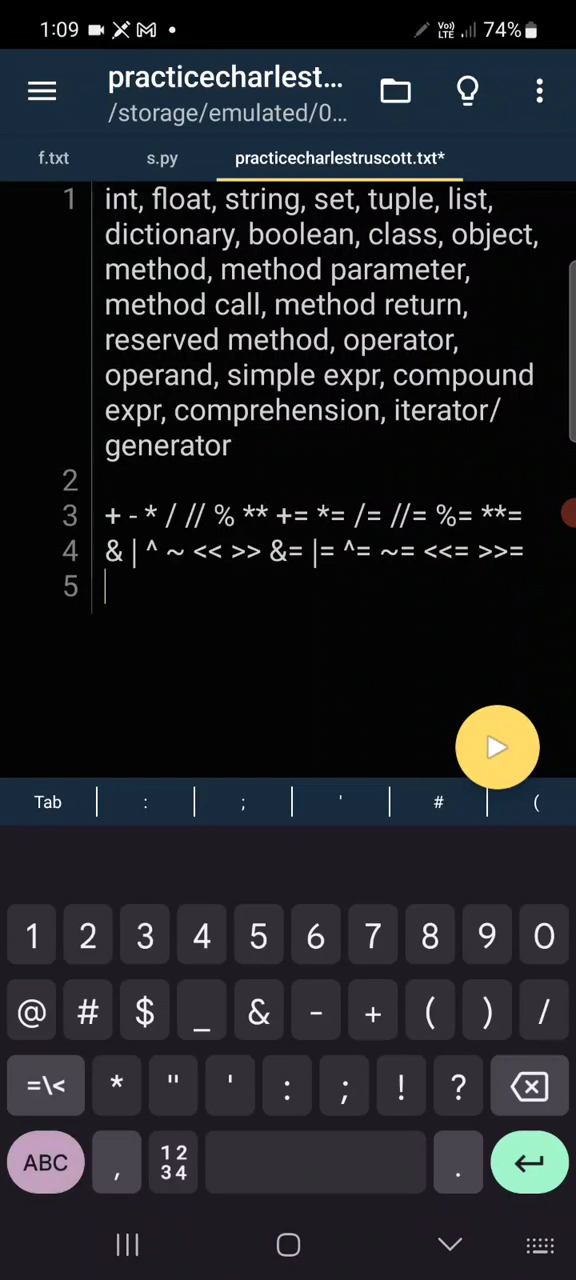 1:09 74%
Vo)) LTE
practicecharlest...
/storage/emulated/0...
f.txt s.py practicecharlestruscott.txt*
1 int, float, string, set, tuple, list,
dictionary, boolean, class, object,
method, method parameter,
method call, method return,
reserved method, operator,
operand, simple expr, compound
expr, comprehension, iterator/
generator
2
3 + - * / // % ** += *= /= //= %= **=
4 & | ^ ~ << >> &= |= ^= ~= <<= >>=
5
Tab : ; ' # (
1 2 3 4 5 6 7 8 9 0
@ # $ _ & - + ( ) /
=\< * " ' : ; ! ?
ABC , 12 .
34